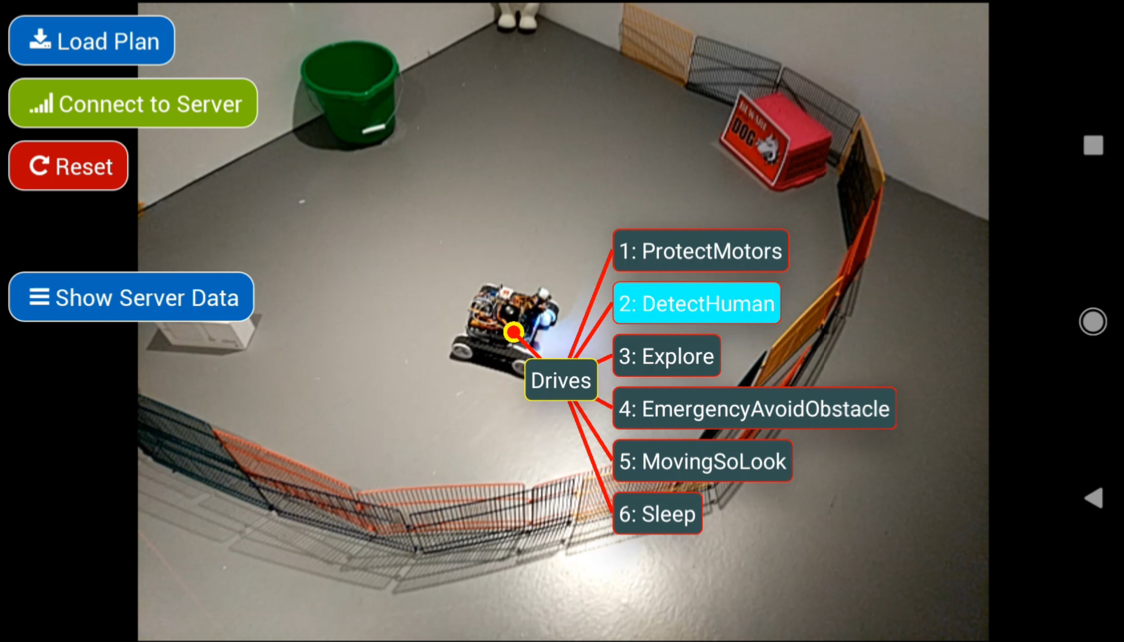 Load Plan
Connect to Server
Reset
Show Server Data
BEWARE
DOG
Drives
1: ProtectMotors
2: DetectHuman
3: Explore
4: EmergencyAvoidObstacle
5: MovingSoLook
6: Sleep